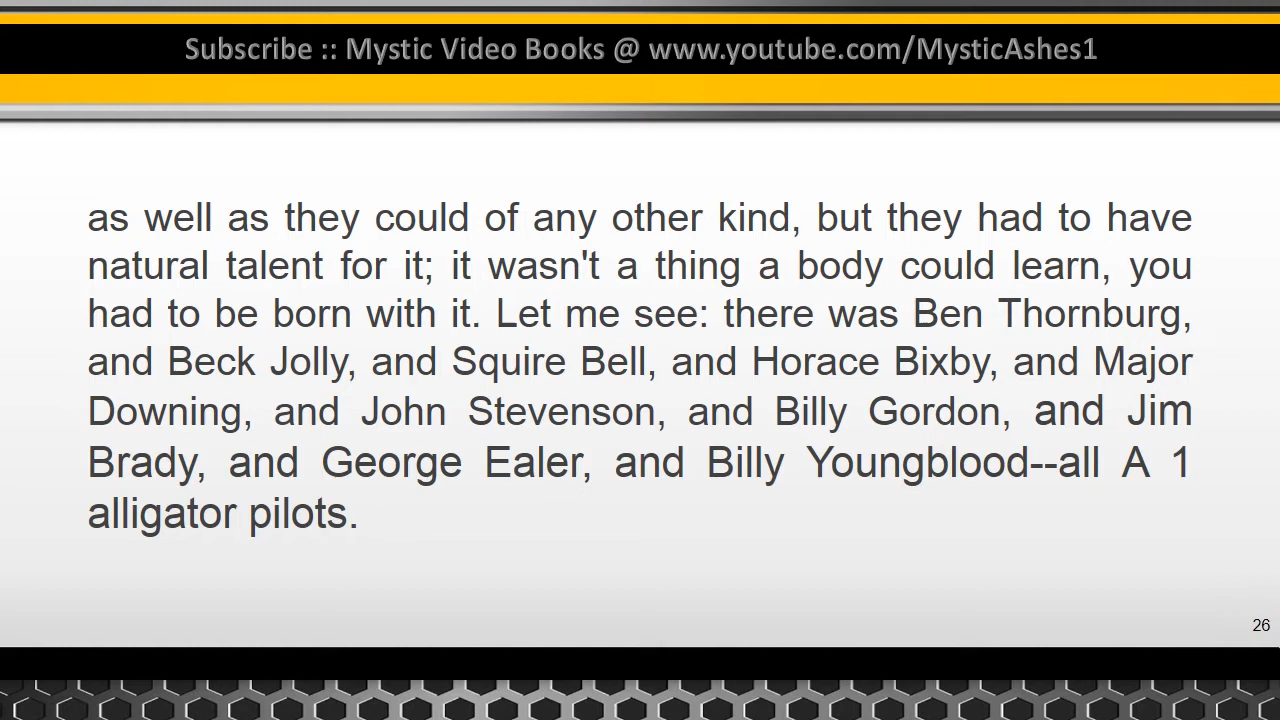 Subscribe :: Mystic Video Books @ www.youtube.com/MysticAshes1
as well as they could of any other kind, but they had to have
natural talent for it; it wasn't a thing a body could learn, you
had to be born with it. Let me see: there was Ben Thornburg,
and Beck Jolly, and Squire Bell, and Horace Bixby, and Major
Downing, and John Stevenson, and Billy Gordon, and Jim
Brady, and George Ealer, and Billy Youngblood--all A 1
alligator pilots.
26